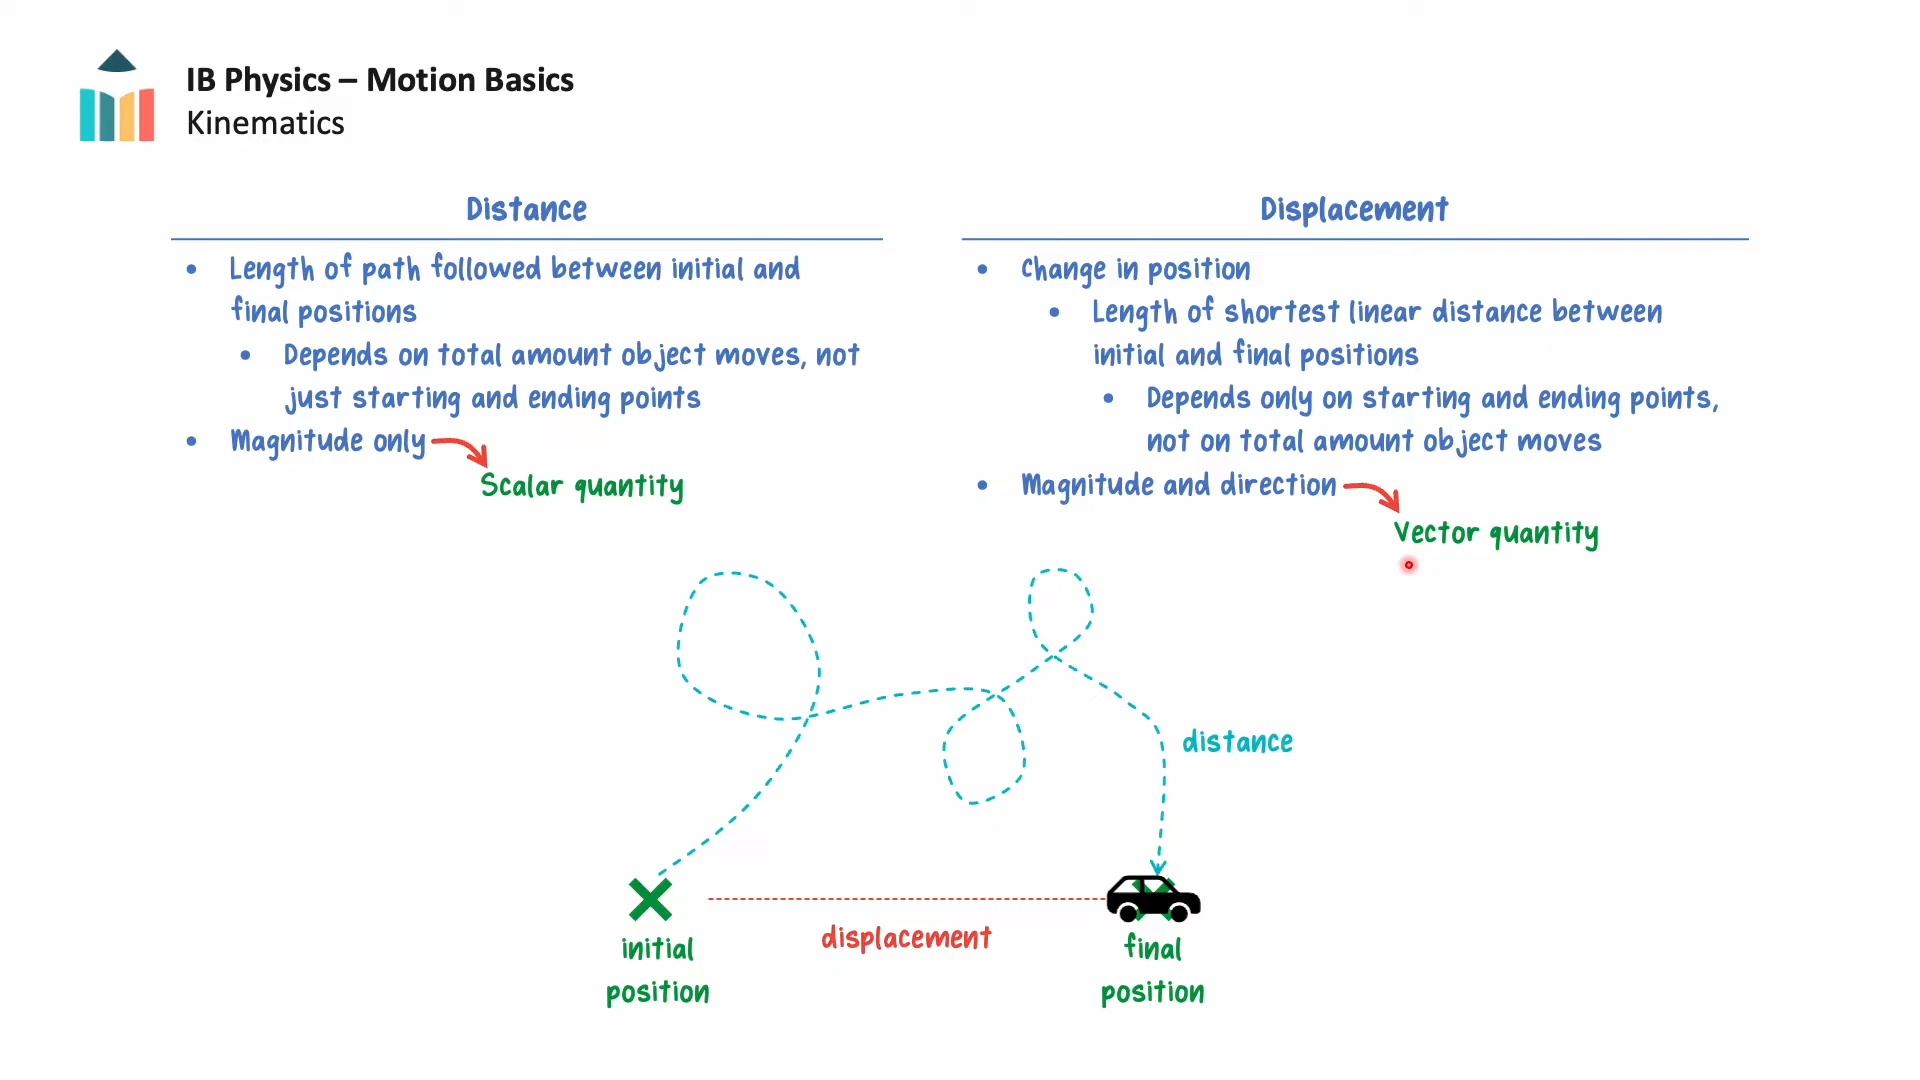 IB Physics – Motion Basics
Kinematics
Distance
• Length of path followed between initial and
final positions
• Depends on total amount object moves, not
just starting and ending points
• Magnitude only
Scalar quantity
Displacement
• Change in position
• Length of shortest linear distance between
initial and final positions
• Depends only on starting and ending points,
not on total amount object moves
• Magnitude and direction
Vector quantity
distance
displacement
initial
position
final
position